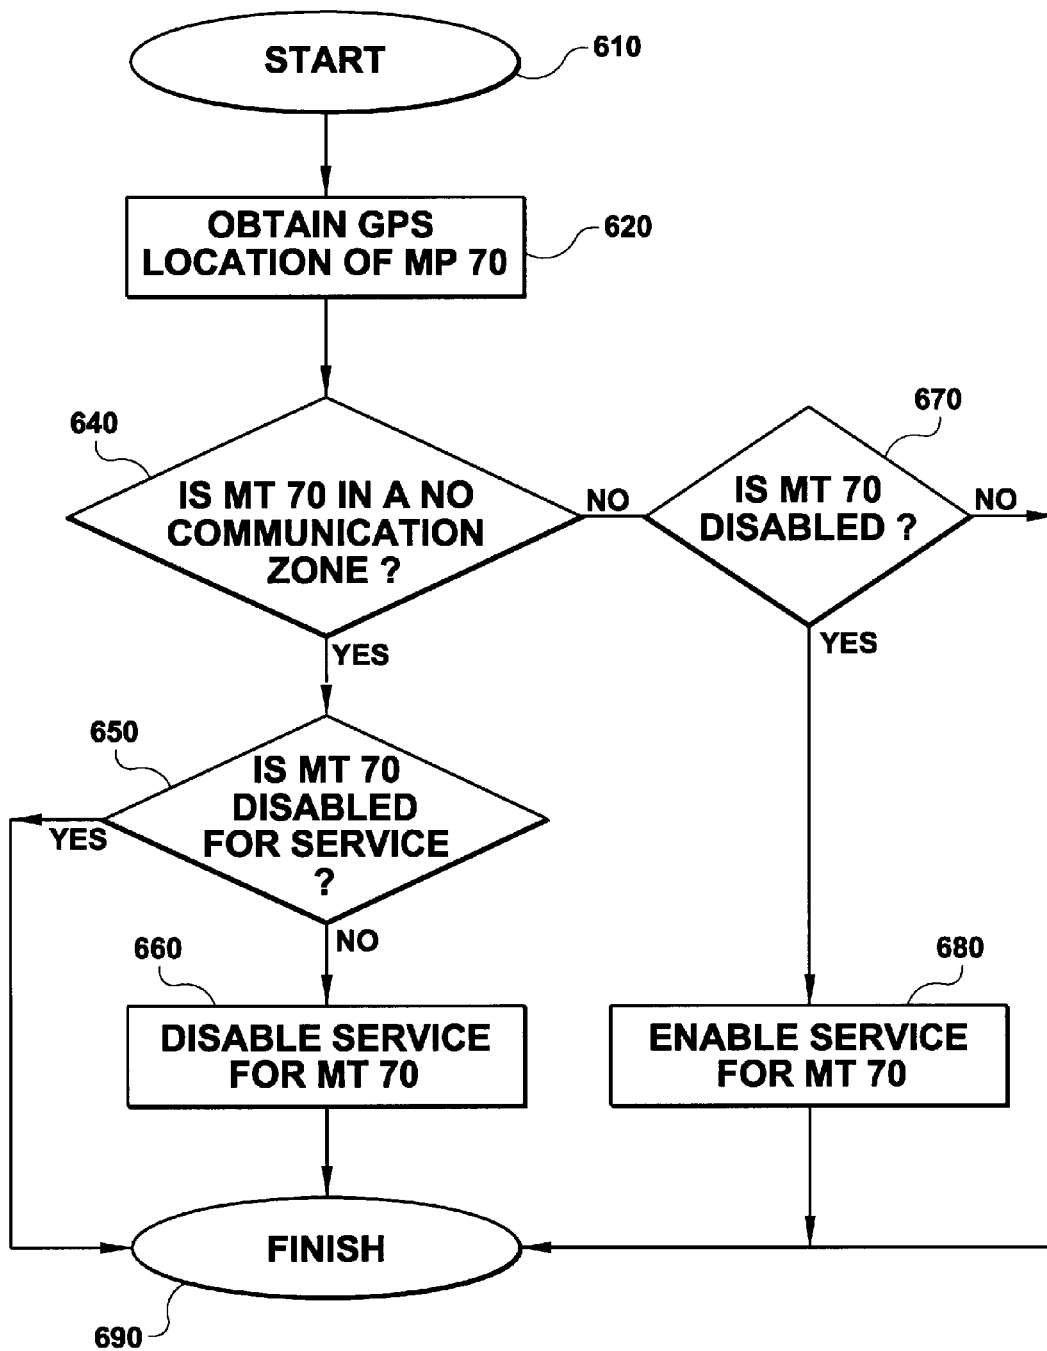 START
610
OBTAIN GPS
LOCATION OF MP 70
620
640
IS MT 70 IN A NO
COMMUNICATION
ZONE ?
NO
YES
670
IS MT 70
DISABLED ?
NO
YES
650
IS MT 70
DISABLED
FOR SERVICE
?
YES
NO
660
DISABLE SERVICE
FOR MT 70
680
ENABLE SERVICE
FOR MT 70
FINISH
690